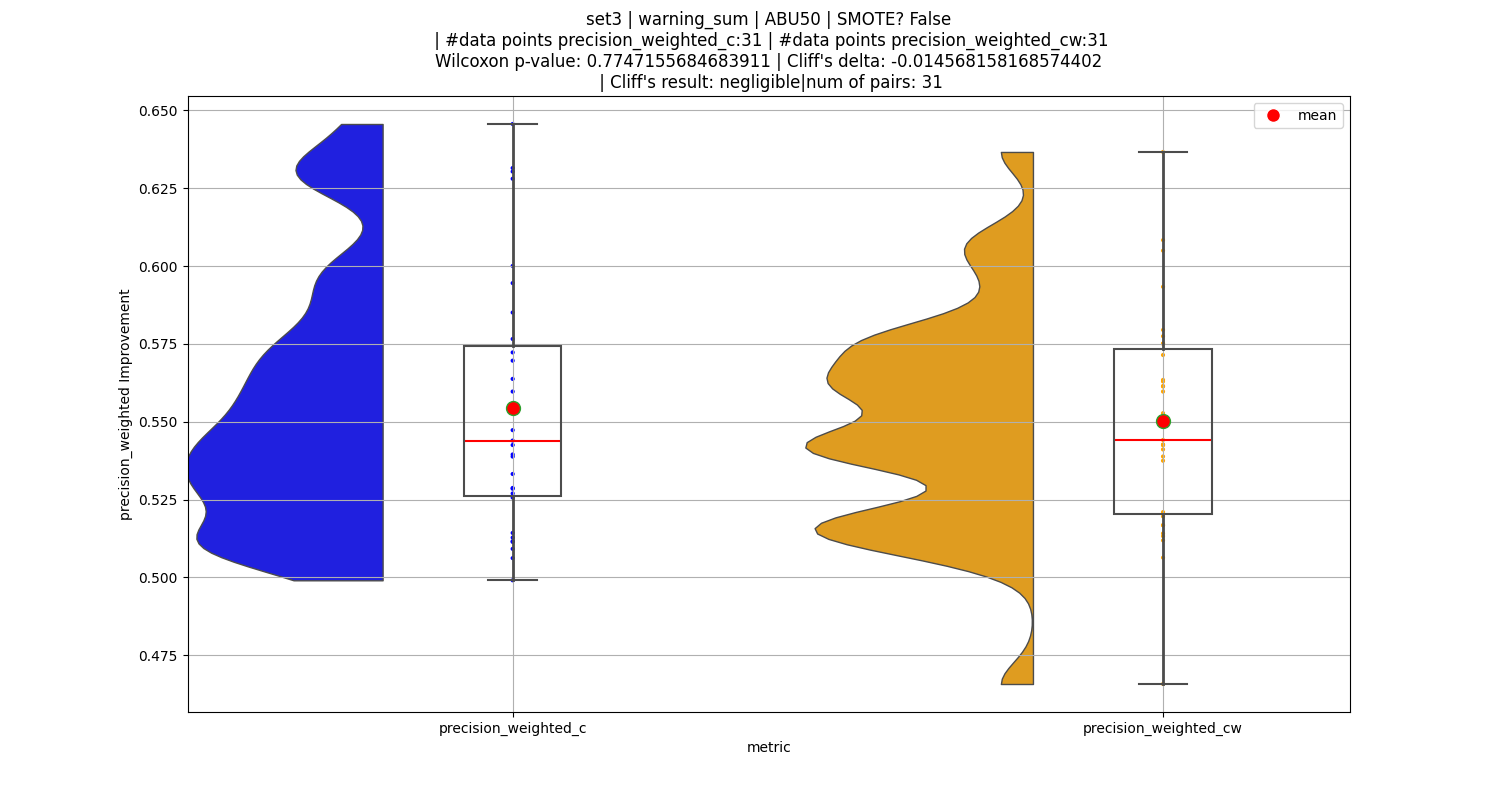 set3 | warning_sum | ABU50 | SMOTE? False
| #data points precision_weighted_c:31 | #data points precision_weighted_cw:31
Wilcoxon p-value: 0.7747155684683911 | Cliff's delta: -0.014568158168574402
| Cliff's result: negligible|num of pairs: 31
mean
precision_weighted Improvement
0.650
0.625
0.600
0.575
0.550
0.525
0.500
0.475
precision_weighted_c
precision_weighted_cw
metric